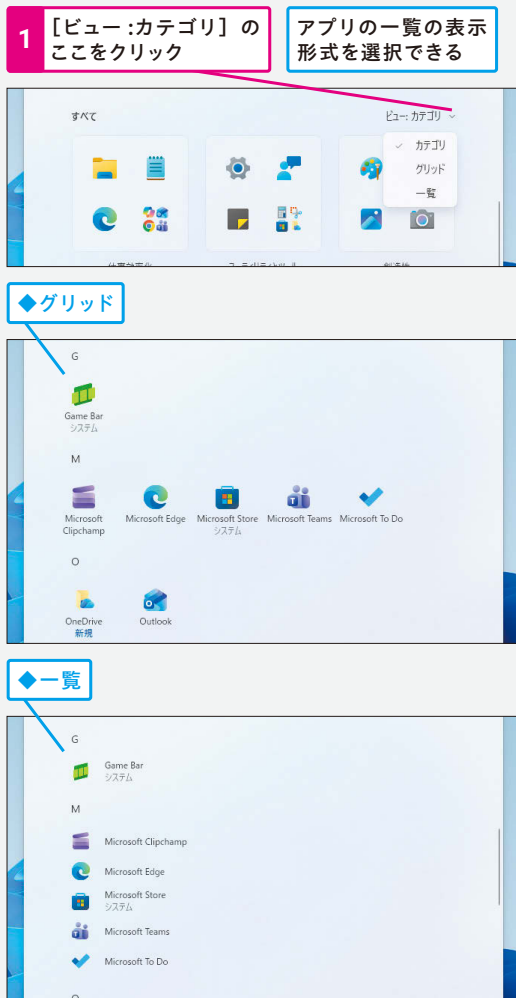 1
［ビュー :カテゴリ］の
ここをクリック
アプリの一覧の表示
形式を選択できる
すべて
ビュー: カテゴリ
カテゴリ
グリッド
一覧
◆グリッド
G
Game Bar
システム
M
Microsoft Clipchamp
Microsoft Edge
Microsoft Store
システム
Microsoft Teams
Microsoft To Do
O
OneDrive
新規
Outlook
◆一覧
G
Game Bar
システム
M
Microsoft Clipchamp
Microsoft Edge
Microsoft Store
システム
Microsoft Teams
Microsoft To Do